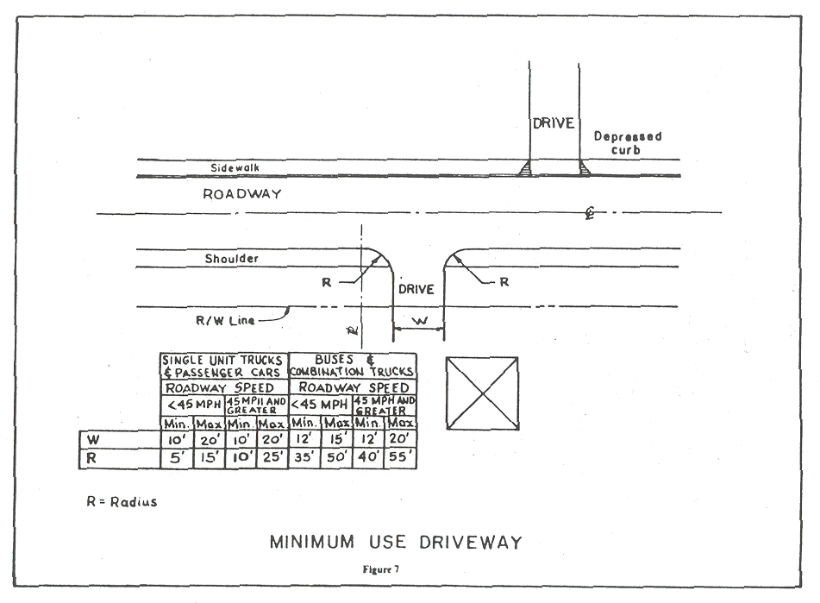 DRIVE
Depressed
curb
Sidewalk
ROADWAY
℄
Shoulder
R
R
DRIVE
R/W Line
W
SINGLE UNIT TRUCKS & PASSENGER CARS
BUSES & COMBINATION TRUCKS
ROADWAY SPEED ROADWAY SPEED
<45 MPH 45 MPH AND GREATER <45 MPH 45 MPH AND GREATER
Min. Max. Min. Max. Min. Max. Min. Max.
W 10' 20' 10' 20' 12' 15' 12' 20'
R 5' 15' 10' 25' 35' 50' 40' 55'
R = Radius
MINIMUM USE DRIVEWAY
Figure 7